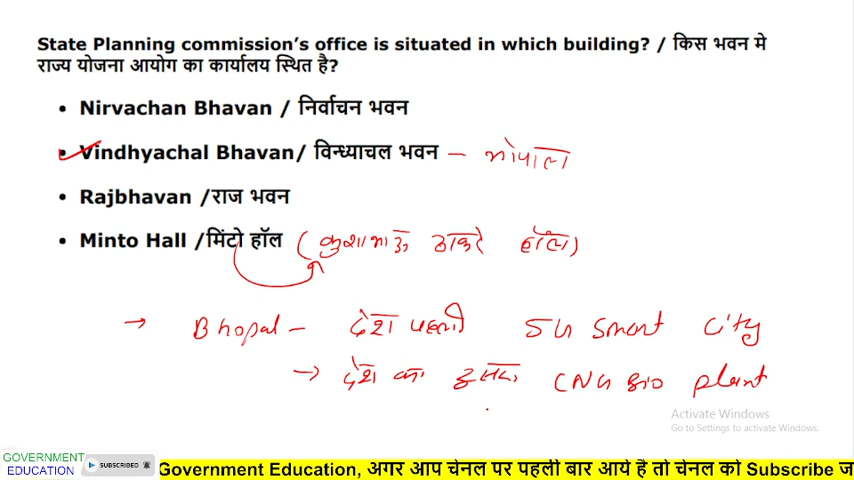 State Planning commission's office is situated in which building? / किस भवन मे
राज्य योजना आयोग का कार्यालय स्थित है?
• Nirvachan Bhavan / निर्वाचन भवन
• Vindhyachal Bhavan/ विन्ध्याचल भवन – भोपाल
• Rajbhavan /राज भवन
• Minto Hall /मिंटो हॉल (कुशाभाऊ ठाकरे हॉल)
→ Bhopal – देश पहली 5G Smart City
→ देश का CNG Bio plant
Activate Windows
Go to Settings to activate Windows.
GOVERNMENT
EDUCATION
SUBSCRIBED
Government Education, अगर आप चेनल पर पहली बार आये है तो चेनल को Subscribe ज